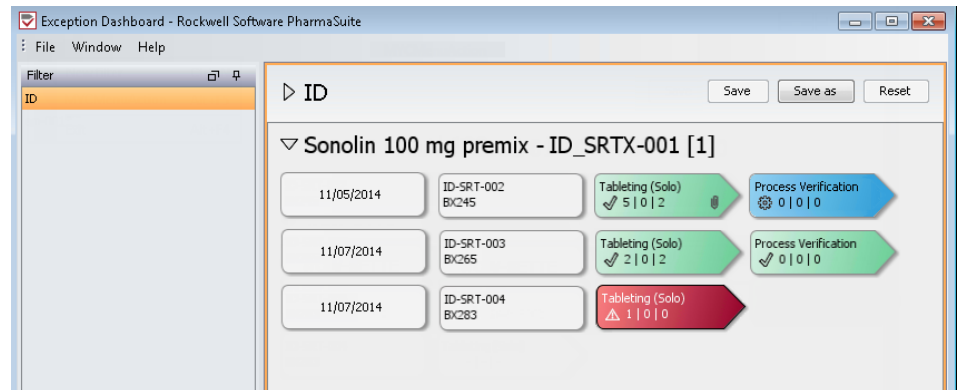 Exception Dashboard - Rockwell Software PharmaSuite
File Window Help
Filter
ID
ID
Save Save as Reset
Sonolin 100 mg premix - ID_SRTX-001 [1]
11/05/2014
ID-SRT-002
BX245
Tableting (Solo)
5 | 0 | 2
Process Verification
0 | 0 | 0
11/07/2014
ID-SRT-003
BX265
Tableting (Solo)
2 | 0 | 2
Process Verification
0 | 0 | 0
11/07/2014
ID-SRT-004
BX283
Tableting (Solo)
1 | 0 | 0